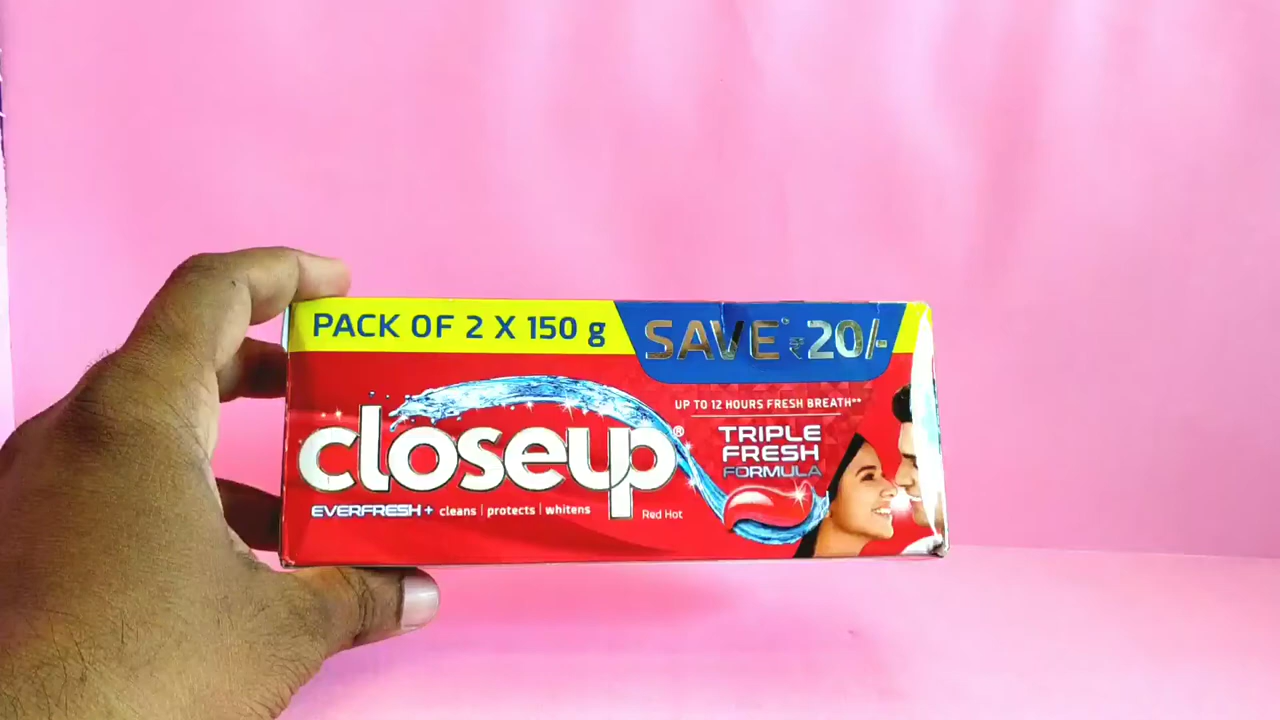 PACK OF 2 X 150 g
SAVE* ₹20/-
UP TO 12 HOURS FRESH BREATH**
closeup®
TRIPLE
FRESH
FORMULA
EVERFRESH+ cleans | protects | whitens
Red Hot